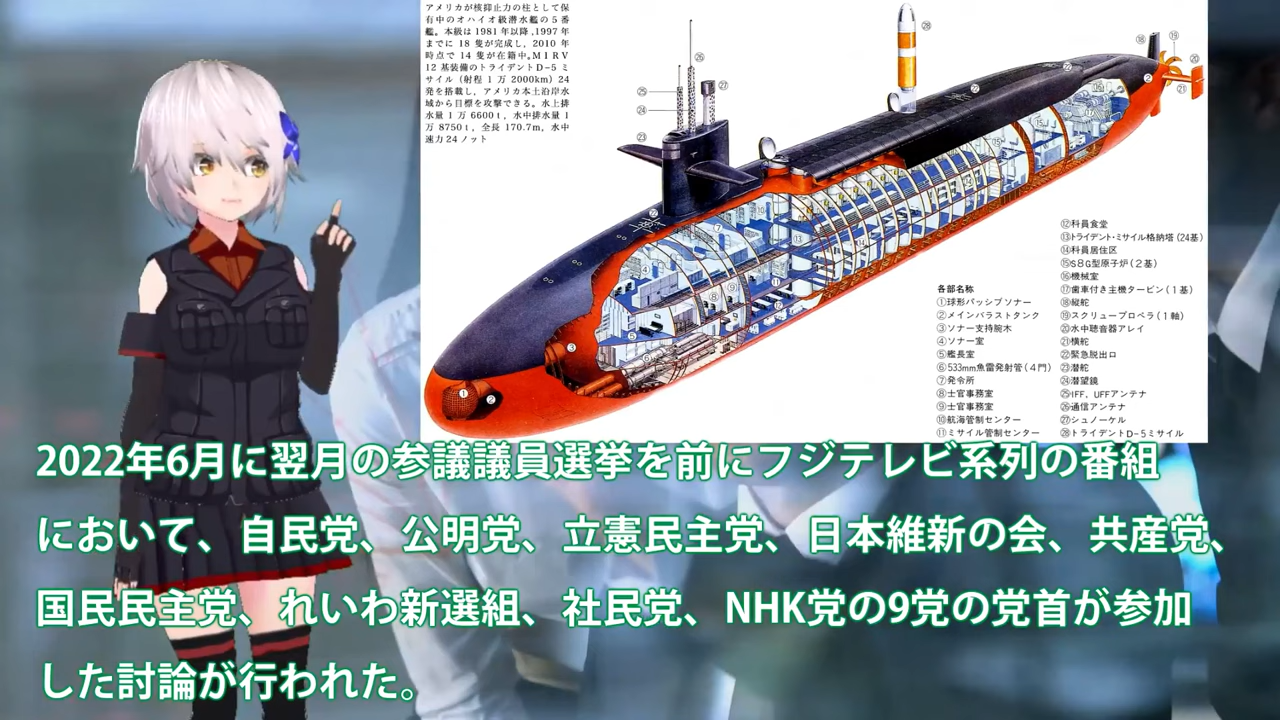 アメリカが核抑止力の柱として保
有中のオハイオ級潜水艦の5番
艦。本級は1981年以降,1997年
までに18隻が完成し,2010年
時点で14隻が在籍中。MIRV
12基装備のトライデントD-5ミ
サイル(射程1万2000km)24
発を搭載し,アメリカ本土沿岸水
域から目標を攻撃できる。水上排
水量1万6600t,水中排水量1
万8750t,全長170.7m,水中
速力24ノット
各部名称
①球形パッシブソナー
②メインバラストタンク
③ソナー支持腕木
④ソナー室
⑤艦長室
⑥533mm魚雷発射管(4門)
⑦発令所
⑧士官事務室
⑨士官事務室
⑩航海管制センター
⑪ミサイル管制センター
⑫科員食堂
⑬トライデント・ミサイル格納塔(24基)
⑭科員居住区
⑮S8G型原子炉(2基)
⑯機械室
⑰歯車付き主機タービン(1基)
⑱縦舵
⑲スクリュープロペラ(1軸)
⑳水中聴音器アレイ
㉑横舵
㉒緊急脱出口
㉓潜舵
㉔潜望鏡
㉕IFF、UFFアンテナ
㉖通信アンテナ
㉗シュノーケル
㉘トライデントD-5ミサイル
2022年6月に翌月の参議議員選挙を前にフジテレビ系列の番組
において、自民党、公明党、立憲民主党、日本維新の会、共産党、
国民民主党、れいわ新選組、社民党、NHK党の9党の党首が参加
した討論が行われた。